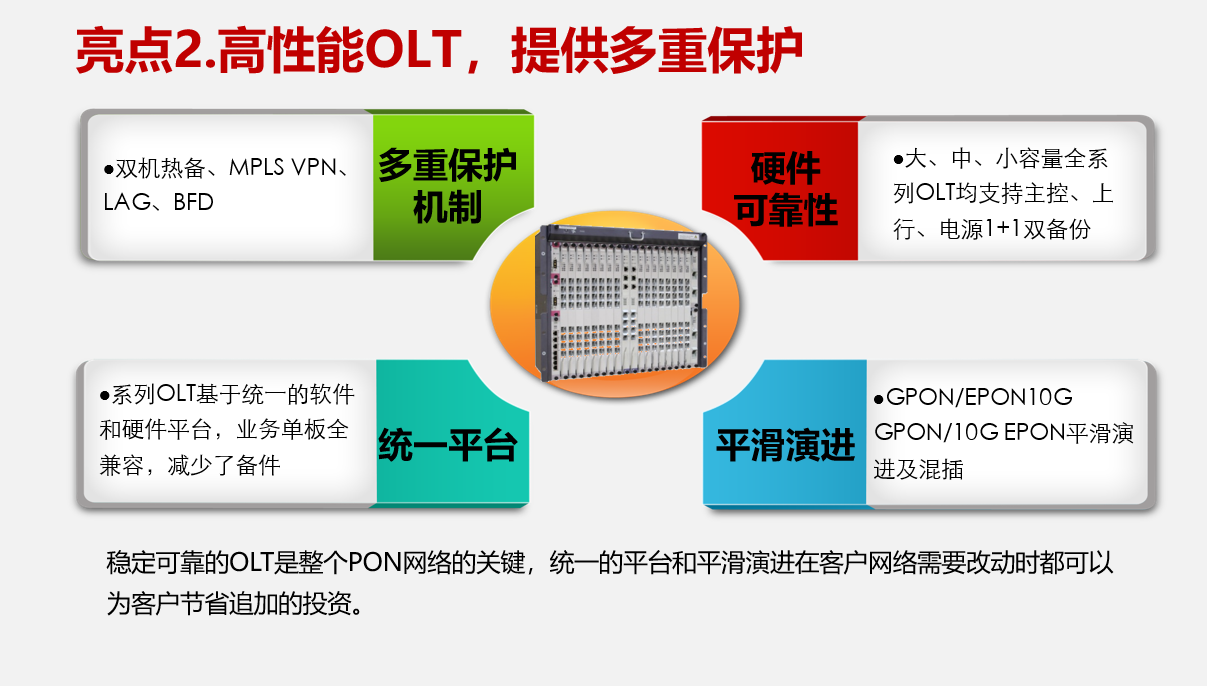 亮点2.高性能OLT，提供多重保护
●双机热备、MPLS VPN、
LAG、BFD
多重保护
机制
硬件
可靠性
●大、中、小容量全系
列OLT均支持主控、上
行、电源1+1双备份
●系列OLT基于统一的软件
和硬件平台，业务单板全
兼容，减少了备件
统一平台
平滑演进
●GPON/EPON10G
GPON/10G EPON平滑演
进及混插
稳定可靠的OLT是整个PON网络的关键，统一的平台和平滑演进在客户网络需要改动时都可以
为客户节省追加的投资。